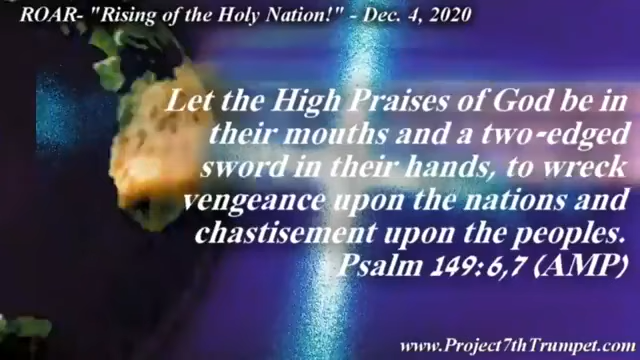 ROAR- "Rising of the Holy Nation!" - Dec. 4, 2020
Let the High Praises of God be in
their mouths and a two-edged
sword in their hands, to wreck
vengeance upon the nations and
chastisement upon the peoples.
Psalm 149:6,7 (AMP)
www.Project7thTrumpet.com